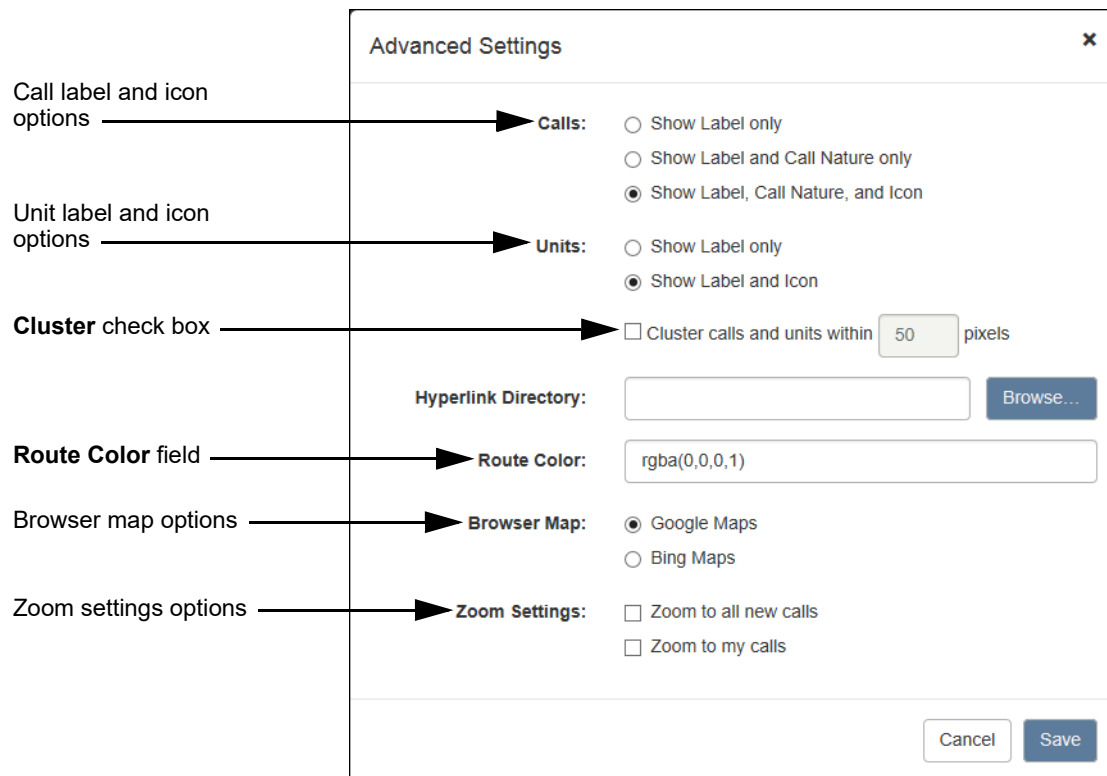 Advanced Settings ×
Call label and icon
options
Calls:
Show Label only
Show Label and Call Nature only
Show Label, Call Nature, and Icon
Unit label and icon
options
Units:
Show Label only
Show Label and Icon
Cluster check box
Cluster calls and units within 50 pixels
Hyperlink Directory:
Browse...
Route Color field
Route Color:
rgba(0,0,0,1)
Browser map options
Browser Map:
Google Maps
Bing Maps
Zoom settings options
Zoom Settings:
Zoom to all new calls
Zoom to my calls
Cancel
Save